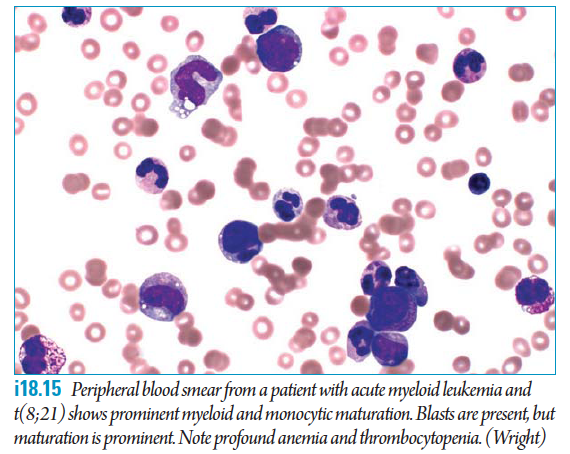 i18.15 Peripheral blood smear from a patient with acute myeloid leukemia and
t(8;21) shows prominent myeloid and monocytic maturation. Blasts are present, but
maturation is prominent. Note profound anemia and thrombocytopenia. (Wright)